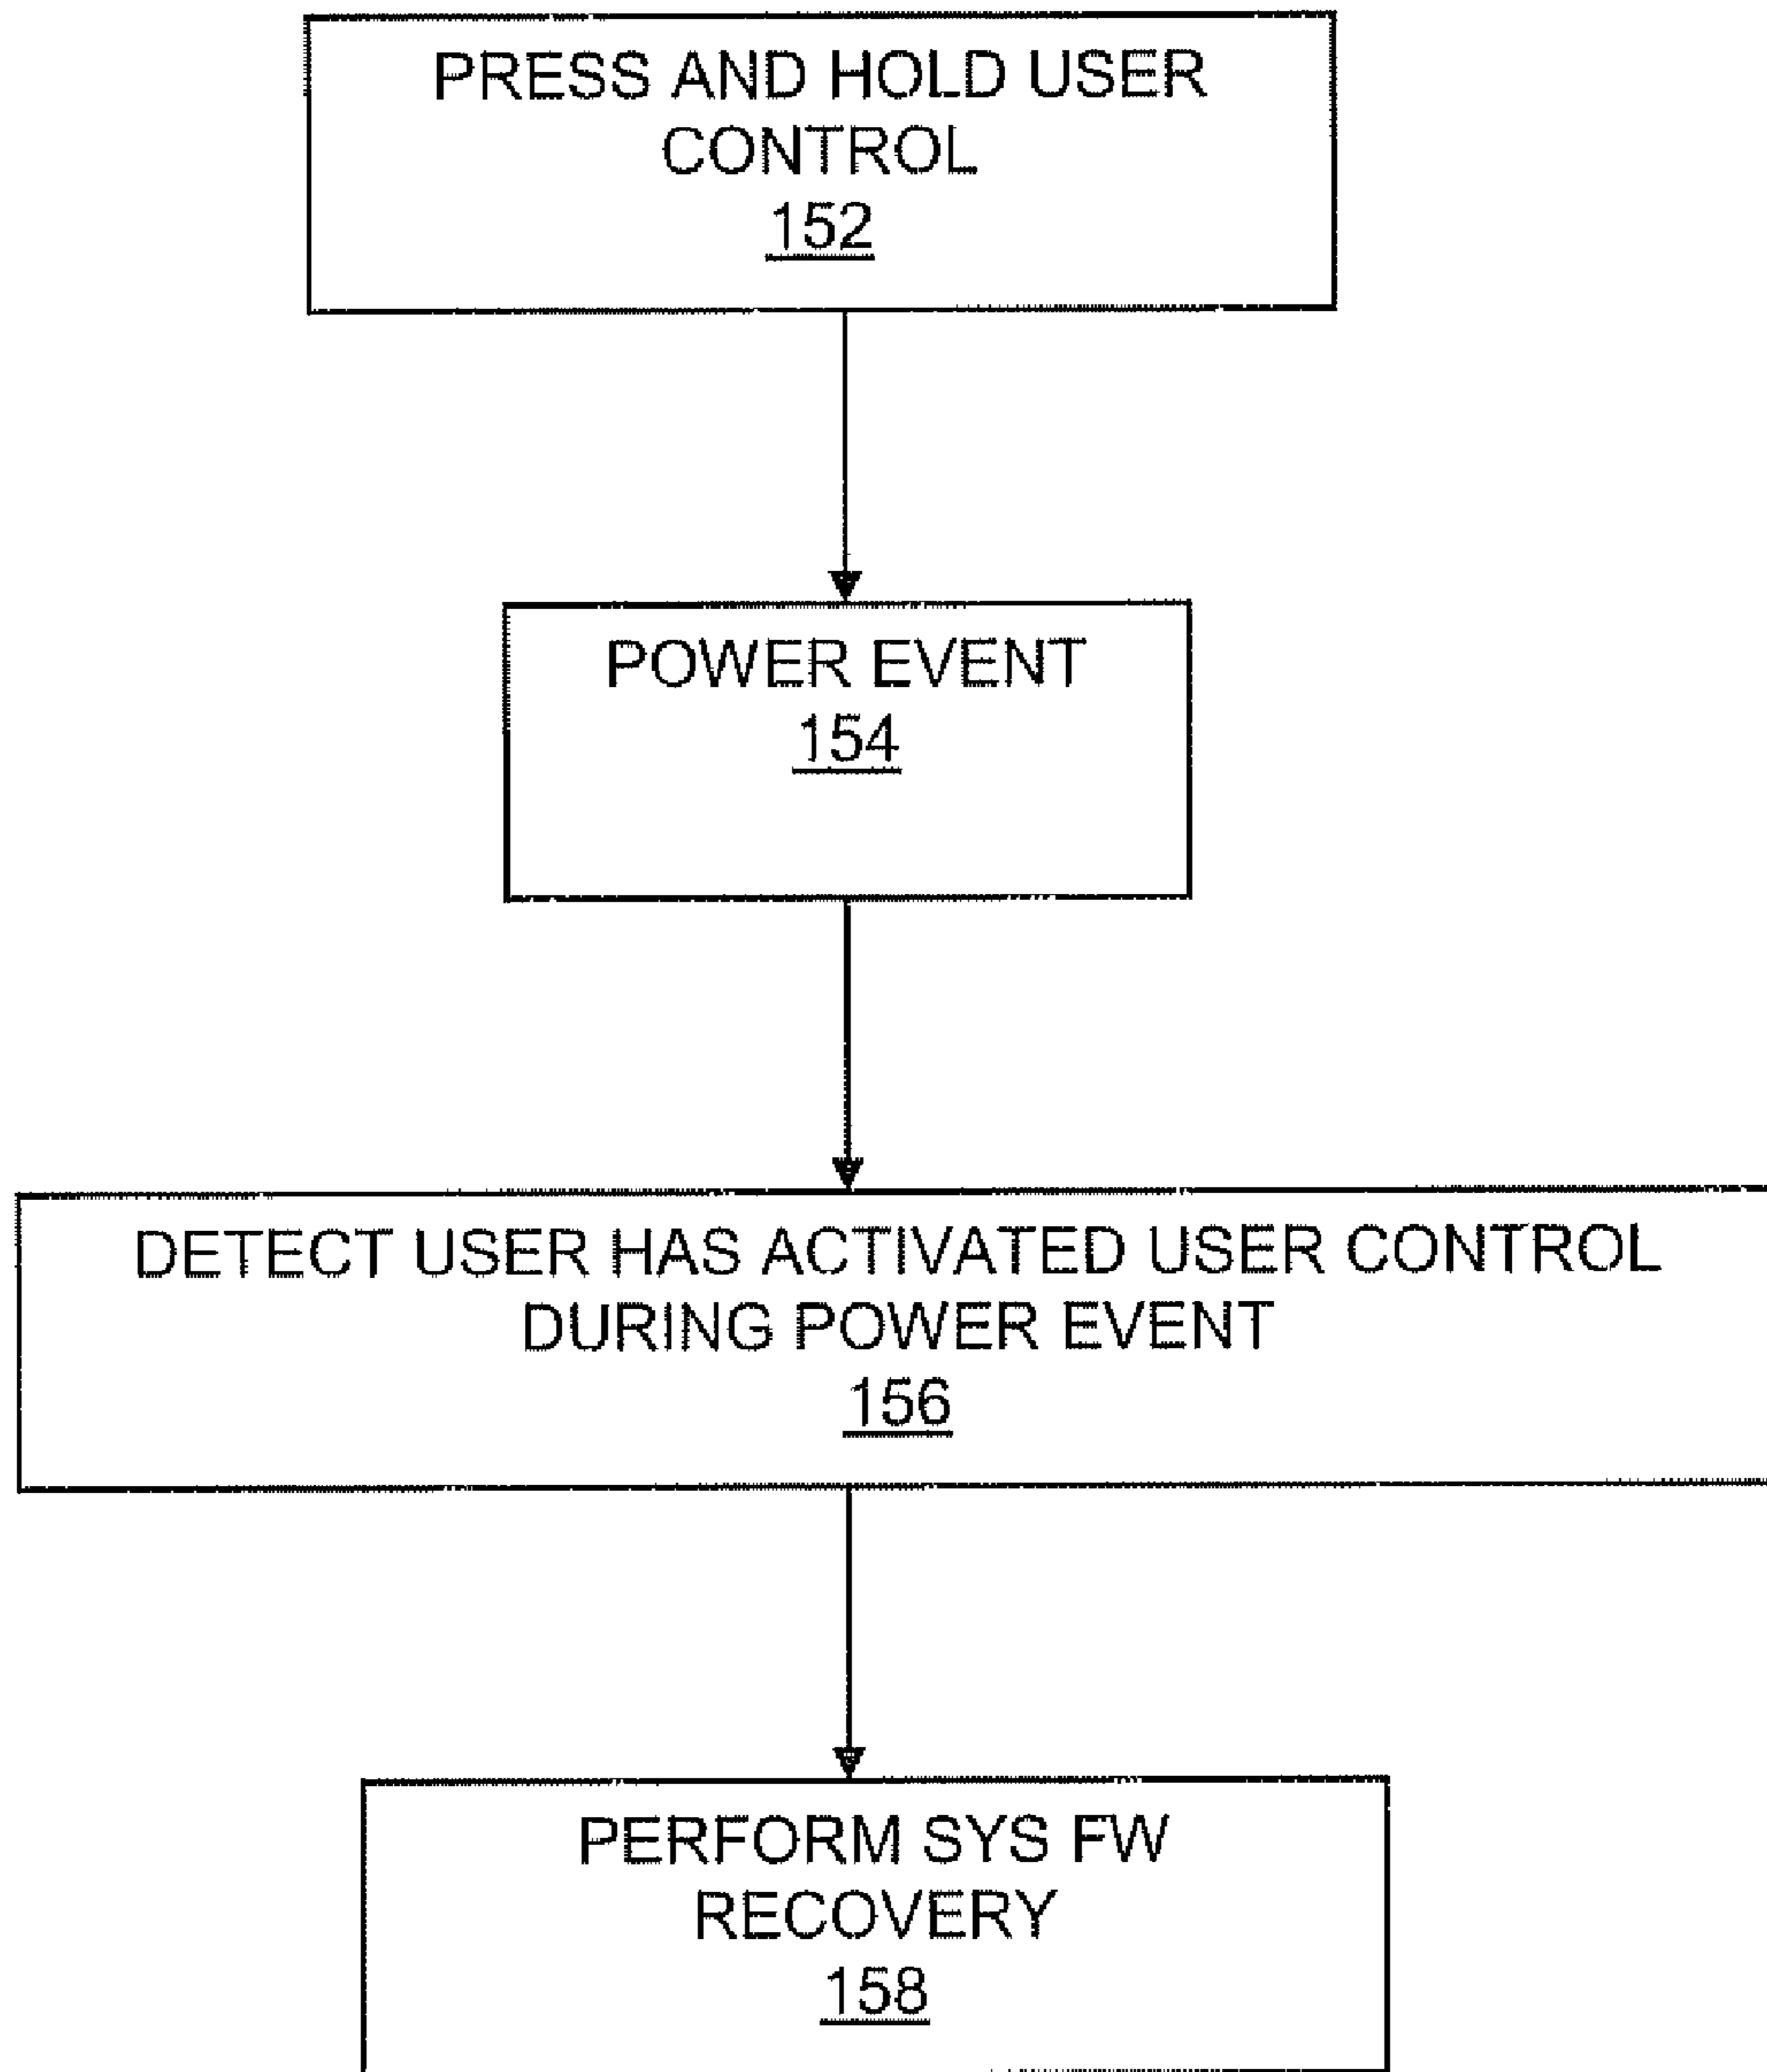 PRESS AND HOLD USER
CONTROL
152
POWER EVENT
154
DETECT USER HAS ACTIVATED USER CONTROL
DURING POWER EVENT
156
PERFORM SYS FW
RECOVERY
158